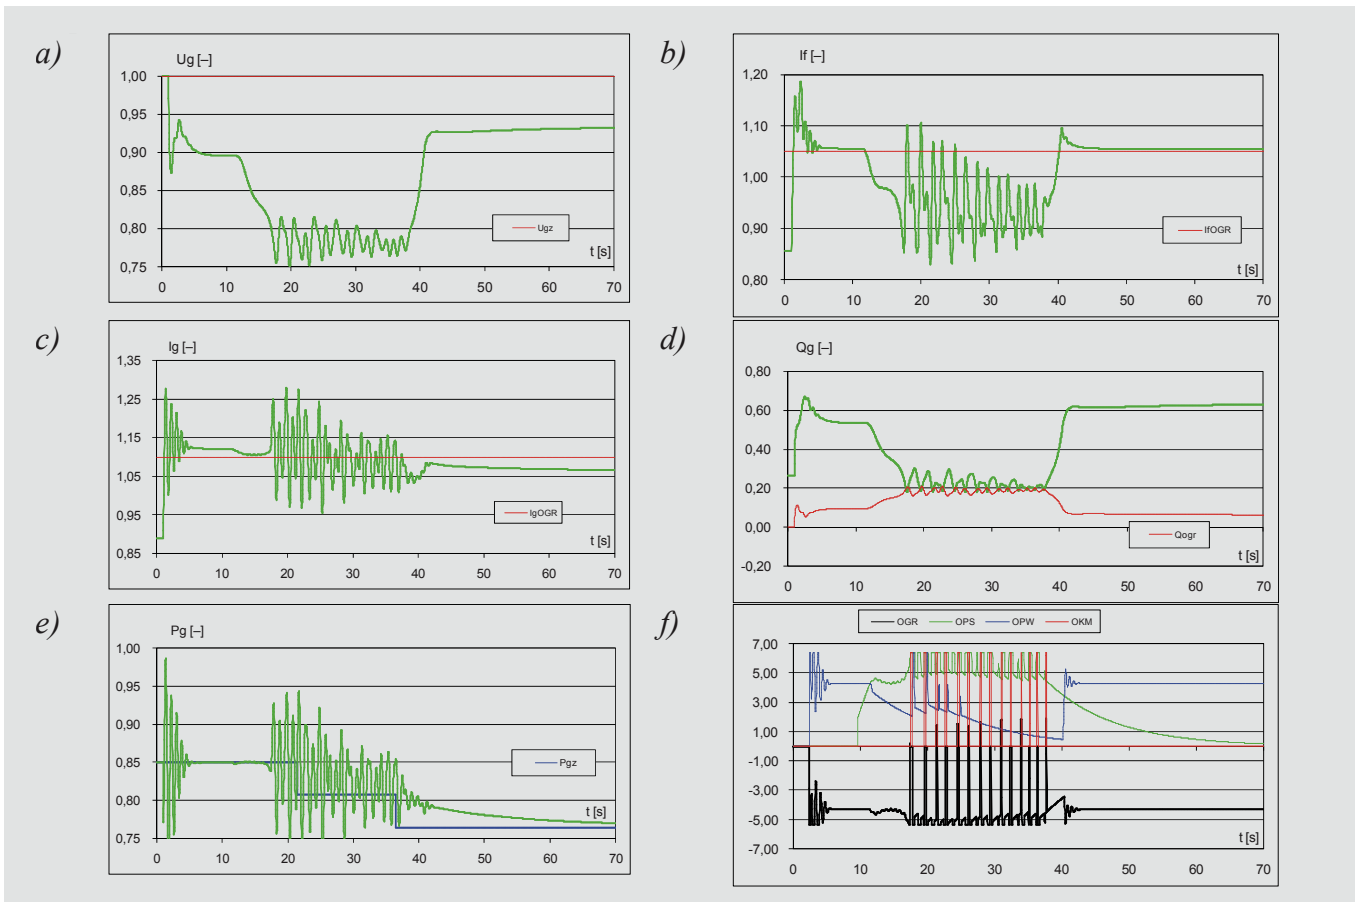 a)
Ug [–]
1,00
0,95
0,90
0,85
0,80
0,75
Ugz
t [s]
0 10 20 30 40 50 60 70
b)
If [–]
1,20
1,10
1,00
0,90
0,80
IfOGR
t [s]
0 10 20 30 40 50 60 70
c)
Ig [–]
1,35
1,25
1,15
1,05
0,95
0,85
IgOGR
t [s]
0 10 20 30 40 50 60 70
d)
Qg [–]
0,80
0,60
0,40
0,20
0,00
-0,20
Qogr
t [s]
0 10 20 30 40 50 60 70
e)
Pg [–]
1,00
0,95
0,90
0,85
0,80
0,75
Pgz
t [s]
0 10 20 30 40 50 60 70
f)
OGR OPS OPW OKM
7,00
5,00
3,00
1,00
-1,00
-3,00
-5,00
-7,00
t [s]
0 10 20 30 40 50 60 70